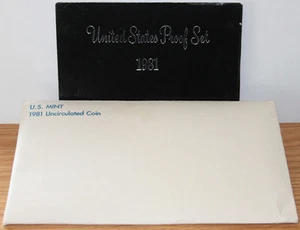 United States Proof Set
1981
U.S. MINT
1981 Uncirculated Coin